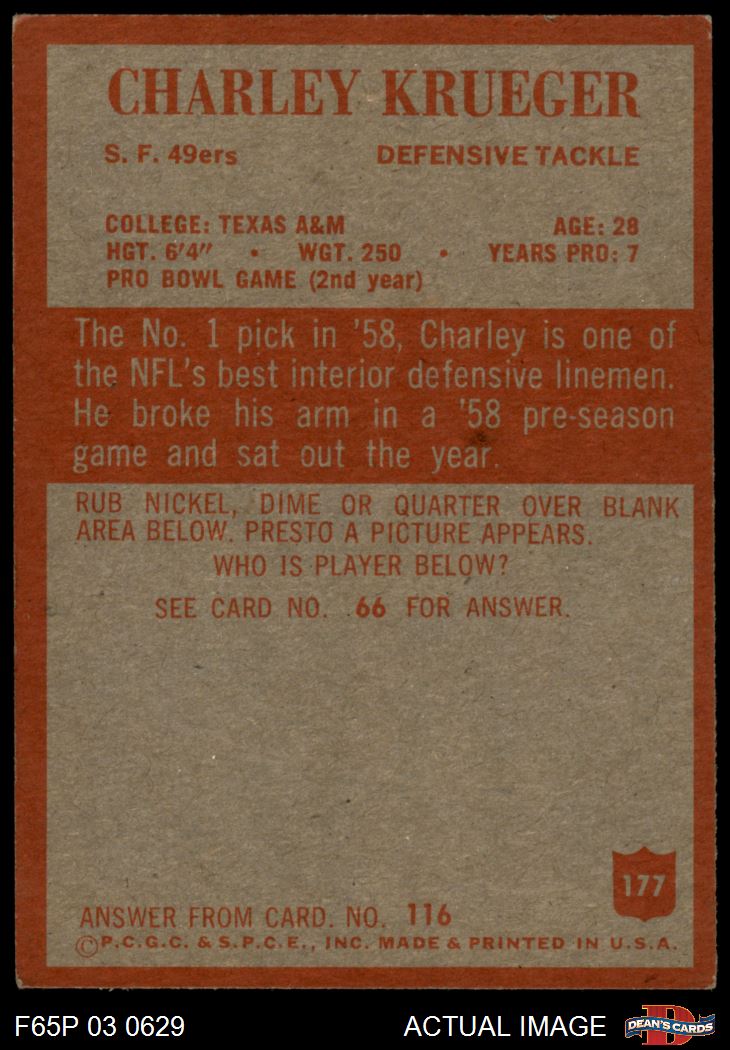 CHARLEY KRUEGER
S. F. 49ers DEFENSIVE TACKLE
COLLEGE: TEXAS A&M AGE: 28
HGT. 6'4" • WGT. 250 • YEARS PRO: 7
PRO BOWL GAME (2nd year)
The No. 1 pick in '58, Charley is one of
the NFL's best interior defensive linemen.
He broke his arm in a '58 pre-season
game and sat out the year.
RUB NICKEL, DIME OR QUARTER OVER BLANK
AREA BELOW. PRESTO A PICTURE APPEARS.
WHO IS PLAYER BELOW?
SEE CARD NO. 66 FOR ANSWER.
177
ANSWER FROM CARD. NO. 116
©P.C.G.C. & S.P.C.E., INC. MADE & PRINTED IN U.S.A.
F65P 03 0629 ACTUAL IMAGE
D
DEAN'S CARDS